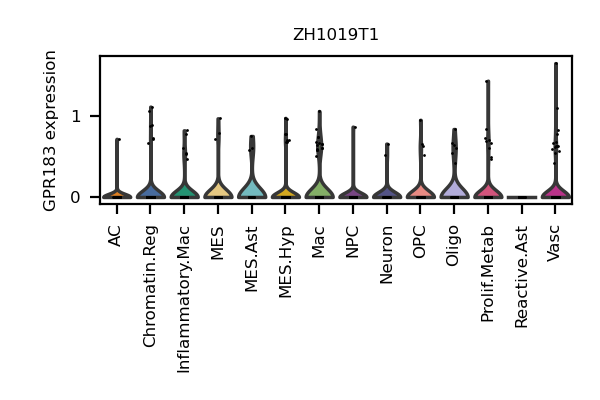 ZH1019T1
GPR183 expression
1
0
AC
Chromatin.Reg
Inflammatory.Mac
MES
MES.Ast
MES.Hyp
Mac
NPC
Neuron
OPC
Oligo
Prolif.Metab
Reactive.Ast
Vasc